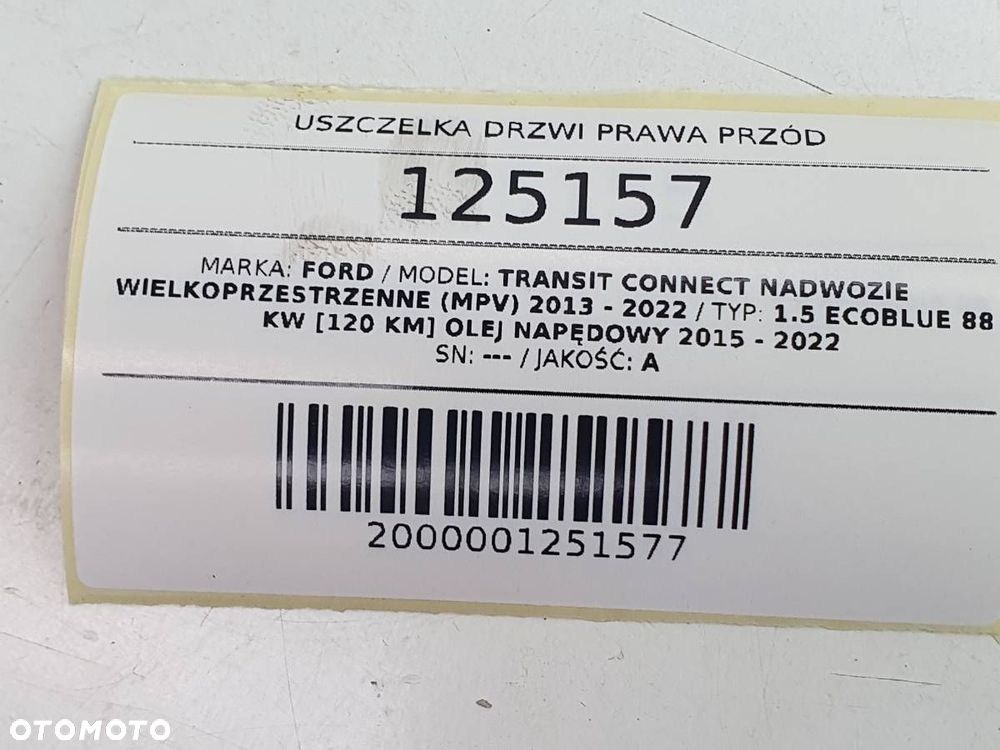 USZCZELKA DRZWI PRAWA PRZÓD
125157
MARKA: FORD / MODEL: TRANSIT CONNECT NADWOZIE
WIELKOPRZESTRZENNE (MPV) 2013 - 2022 / TYP: 1.5 ECOBLUE 88
KW [120 KM] OLEJ NAPĘDOWY 2015 - 2022
SN: --- / JAKOŚĆ: A
2000001251577
OTOMOTO